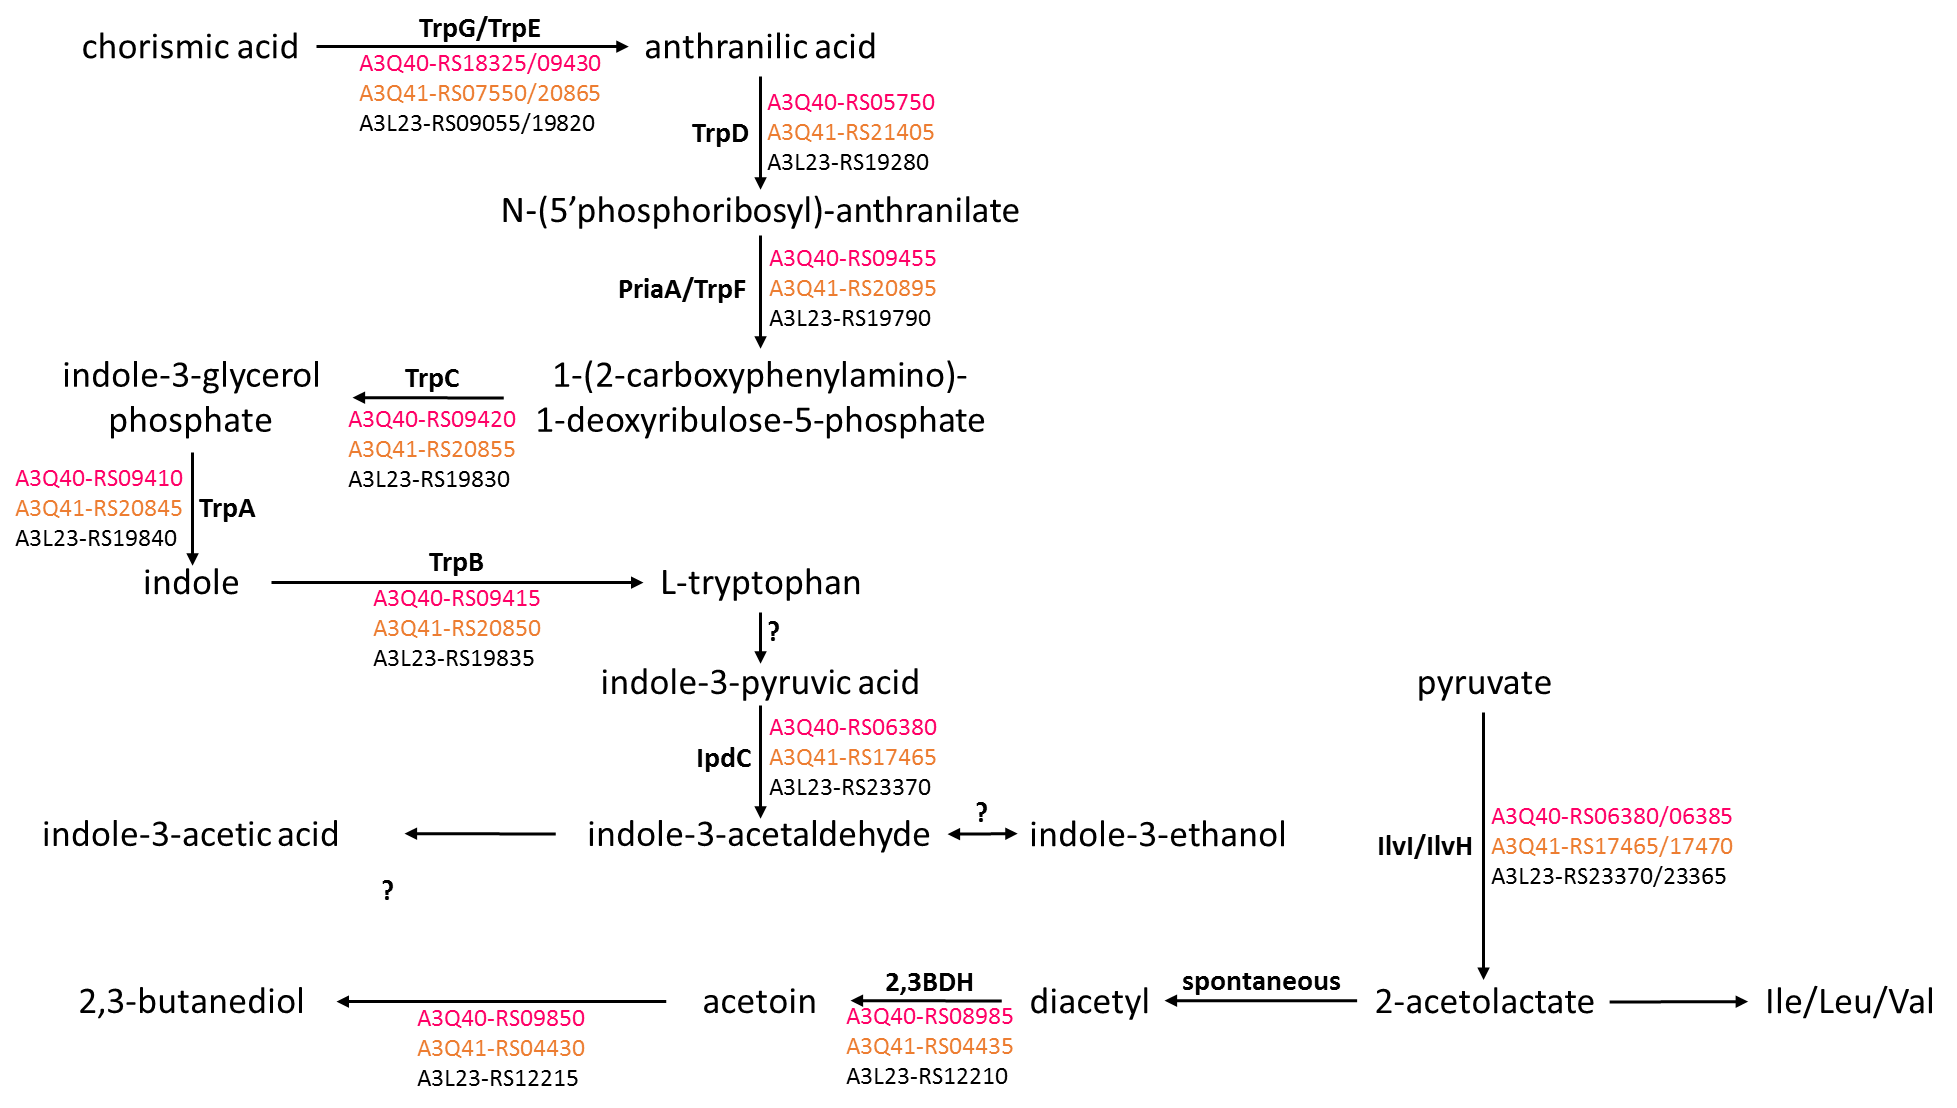 TrpG/TrpE
chorismic acid
anthranilic acid
A3Q40-RS18325/09430
A3Q41-RS07550/20865
A3L23-RS09055/19820
A3Q40-RS05750
TrpD
A3Q41-RS21405
A3L23-RS19280
N-(5’phosphoribosyl)-anthranilate
A3Q40-RS09455
PriaA/TrpF
A3Q41-RS20895
A3L23-RS19790
indole-3-glycerol
phosphate
TrpC
1-(2-carboxyphenylamino)-
1-deoxyribulose-5-phosphate
A3Q40-RS09420
A3Q41-RS20855
A3L23-RS19830
A3Q40-RS09410
A3Q41-RS20845
A3L23-RS19840
TrpA
indole
TrpB
L-tryptophan
A3Q40-RS09415
A3Q41-RS20850
A3L23-RS19835
?
indole-3-pyruvic acid
pyruvate
A3Q40-RS06380
IpdC
A3Q41-RS17465
A3L23-RS23370
indole-3-acetic acid
?
indole-3-acetaldehyde
?
indole-3-ethanol
IlvI/IlvH
A3Q40-RS06380/06385
A3Q41-RS17465/17470
A3L23-RS23370/23365
2,3-butanediol
A3Q40-RS09850
A3Q41-RS04430
A3L23-RS12215
acetoin
2,3BDH
A3Q40-RS08985
A3Q41-RS04435
A3L23-RS12210
diacetyl
spontaneous
2-acetolactate
Ile/Leu/Val